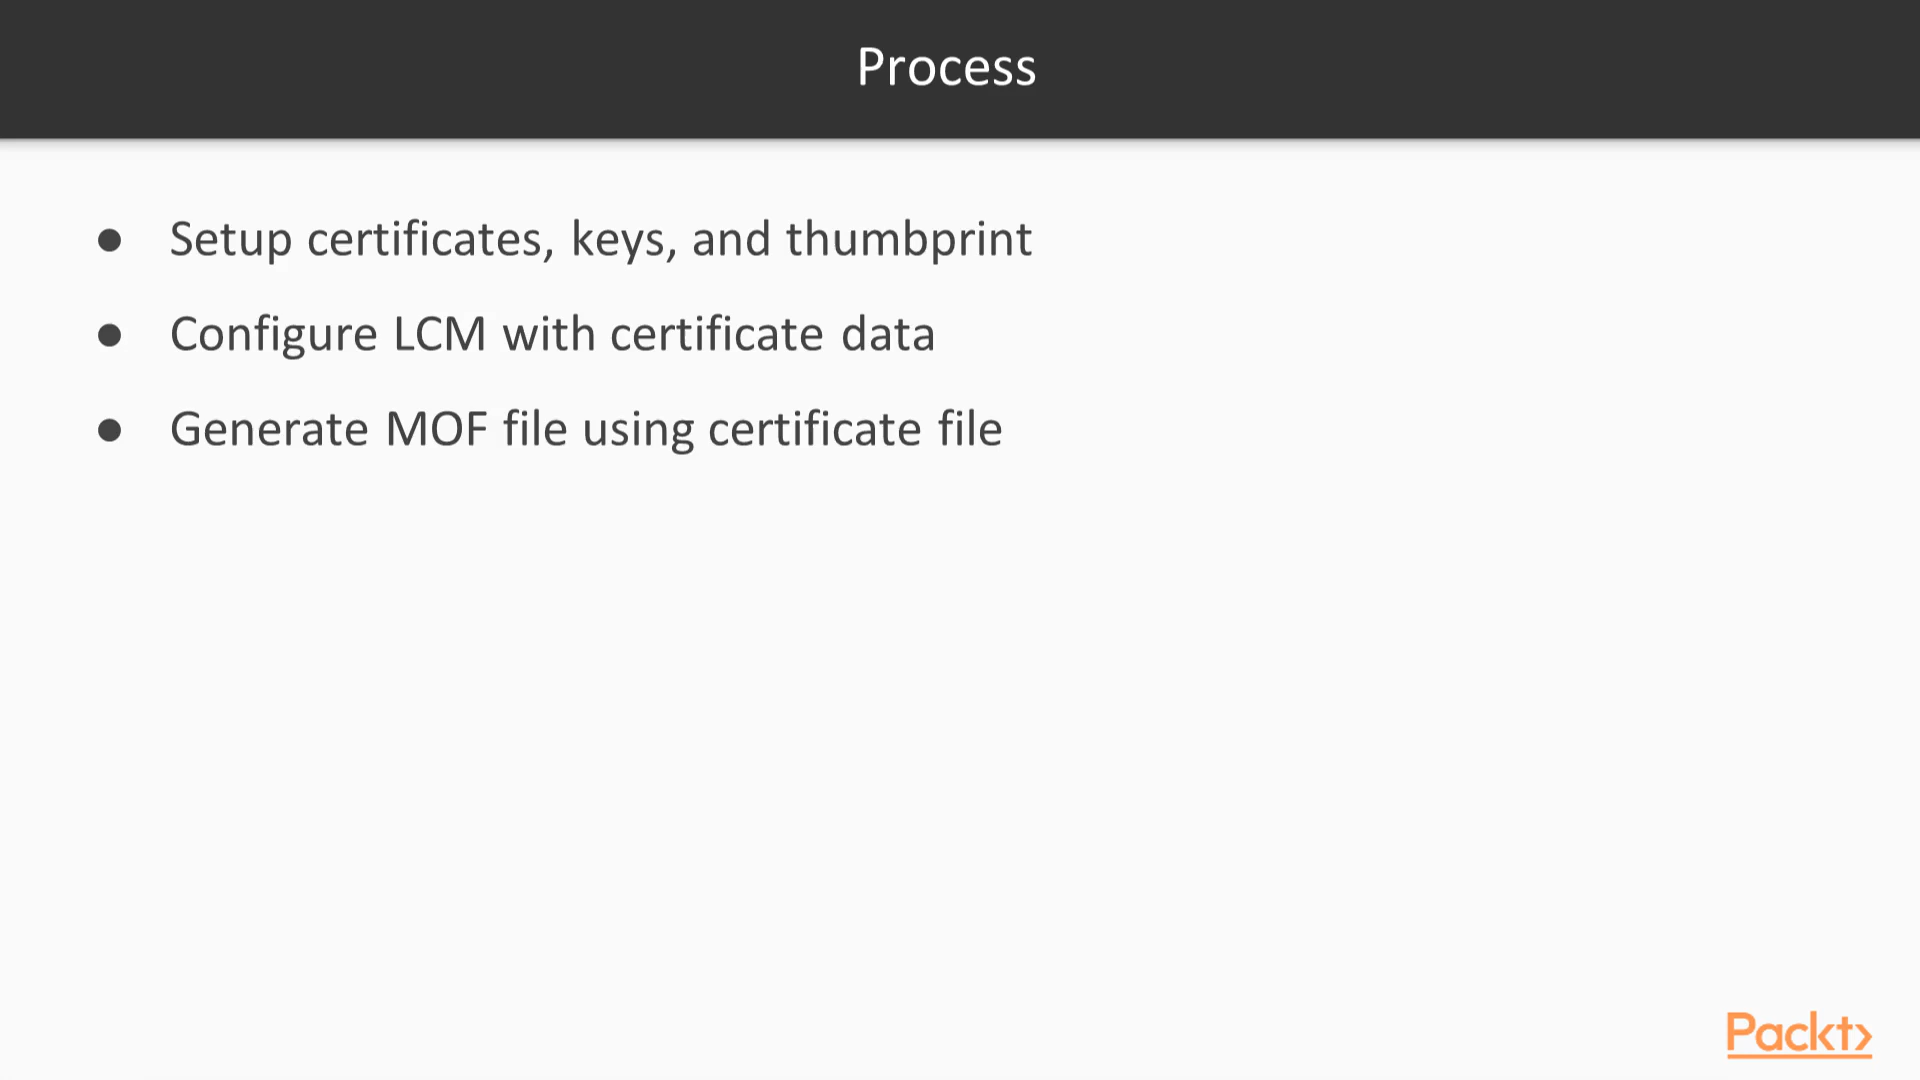 Process
● Setup certificates, keys, and thumbprint
● Configure LCM with certificate data
● Generate MOF file using certificate file
Packt>